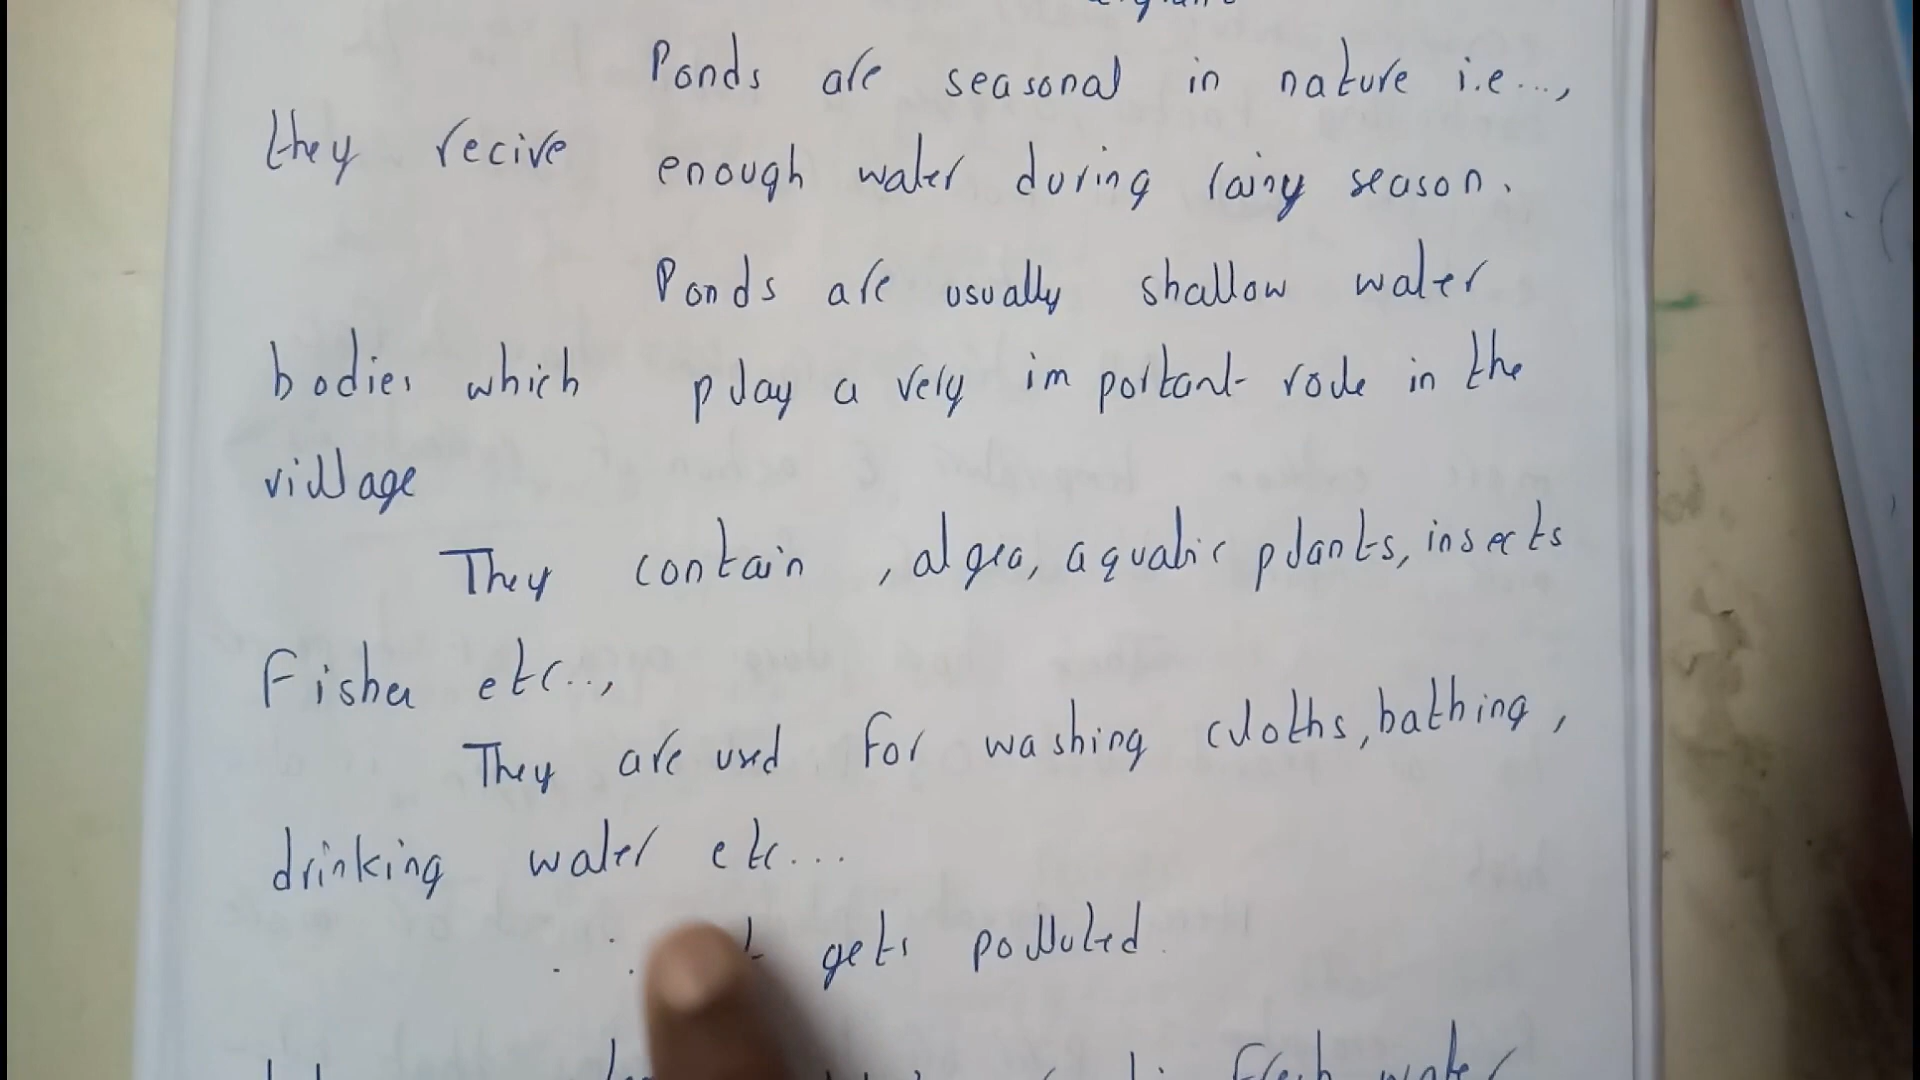 Ponds are seasonal in nature i.e...,
they recive enough water during rainy season.
Ponds are usually shallow water
bodies which play a very important role in the
village
They contain , algea, aquatic plants, insects
Fishes etc..,
They are used for washing cloths, bathing,
drinking water etc...
gets polluted.
Fresh water